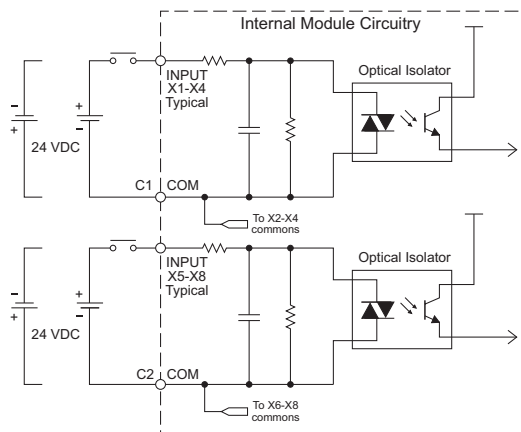 Internal Module Circuitry
INPUT
X1-X4
Typical
Optical Isolator
-
+
+
-
24 VDC
C1
COM
To X2-X4
commons
INPUT
X5-X8
Typical
Optical Isolator
-
+
+
-
24 VDC
C2
COM
To X6-X8
commons